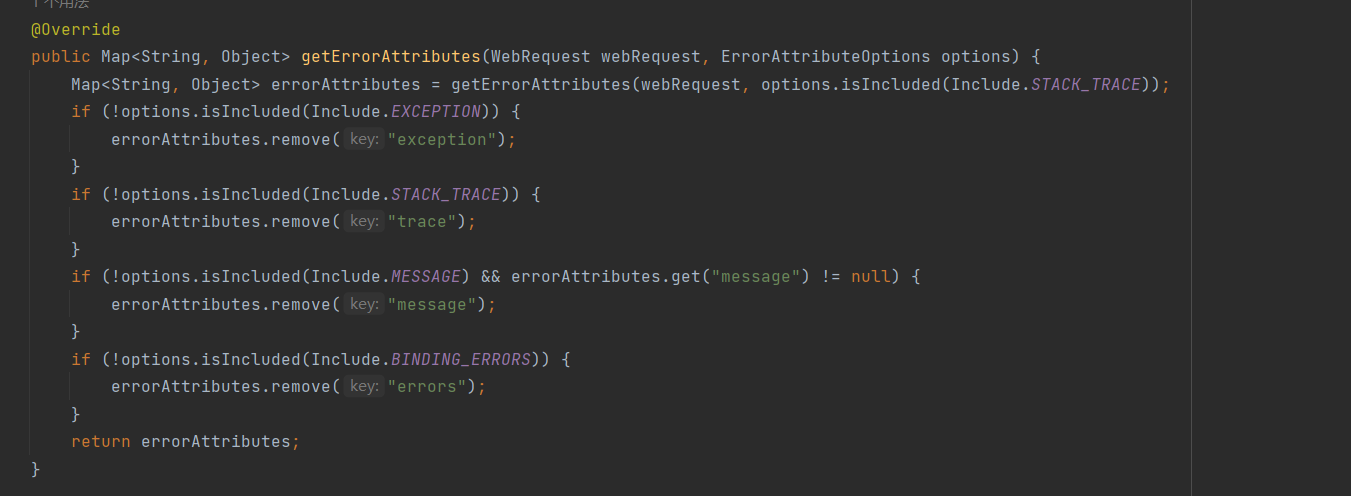 个用法
@Override
public Map<String, Object> getErrorAttributes(WebRequest webRequest, ErrorAttributeOptions options) {
    Map<String, Object> errorAttributes = getErrorAttributes(webRequest, options.isIncluded(Include.STACK_TRACE));
    if (!options.isIncluded(Include.EXCEPTION)) {
        errorAttributes.remove( key: "exception");
    }
    if (!options.isIncluded(Include.STACK_TRACE)) {
        errorAttributes.remove( key: "trace");
    }
    if (!options.isIncluded(Include.MESSAGE) && errorAttributes.get("message") != null) {
        errorAttributes.remove( key: "message");
    }
    if (!options.isIncluded(Include.BINDING_ERRORS)) {
        errorAttributes.remove( key: "errors");
    }
    return errorAttributes;
}